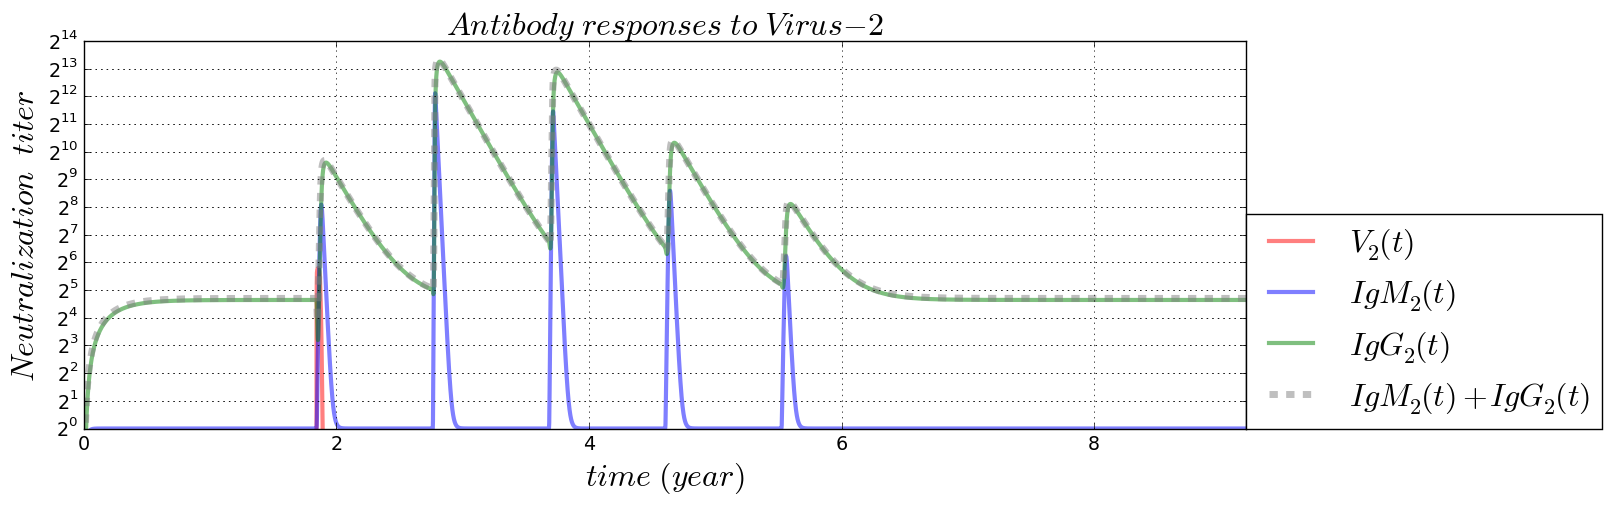 Antibody responses to Virus−2
2^14
2^13
2^12
2^11
2^10
2^9
2^8
2^7
2^6
2^5
2^4
2^3
2^2
2^1
2^0
Neutralization titer
0 2 4 6 8
time (year)
V_2(t)
IgM_2(t)
IgG_2(t)
IgM_2(t)+IgG_2(t)